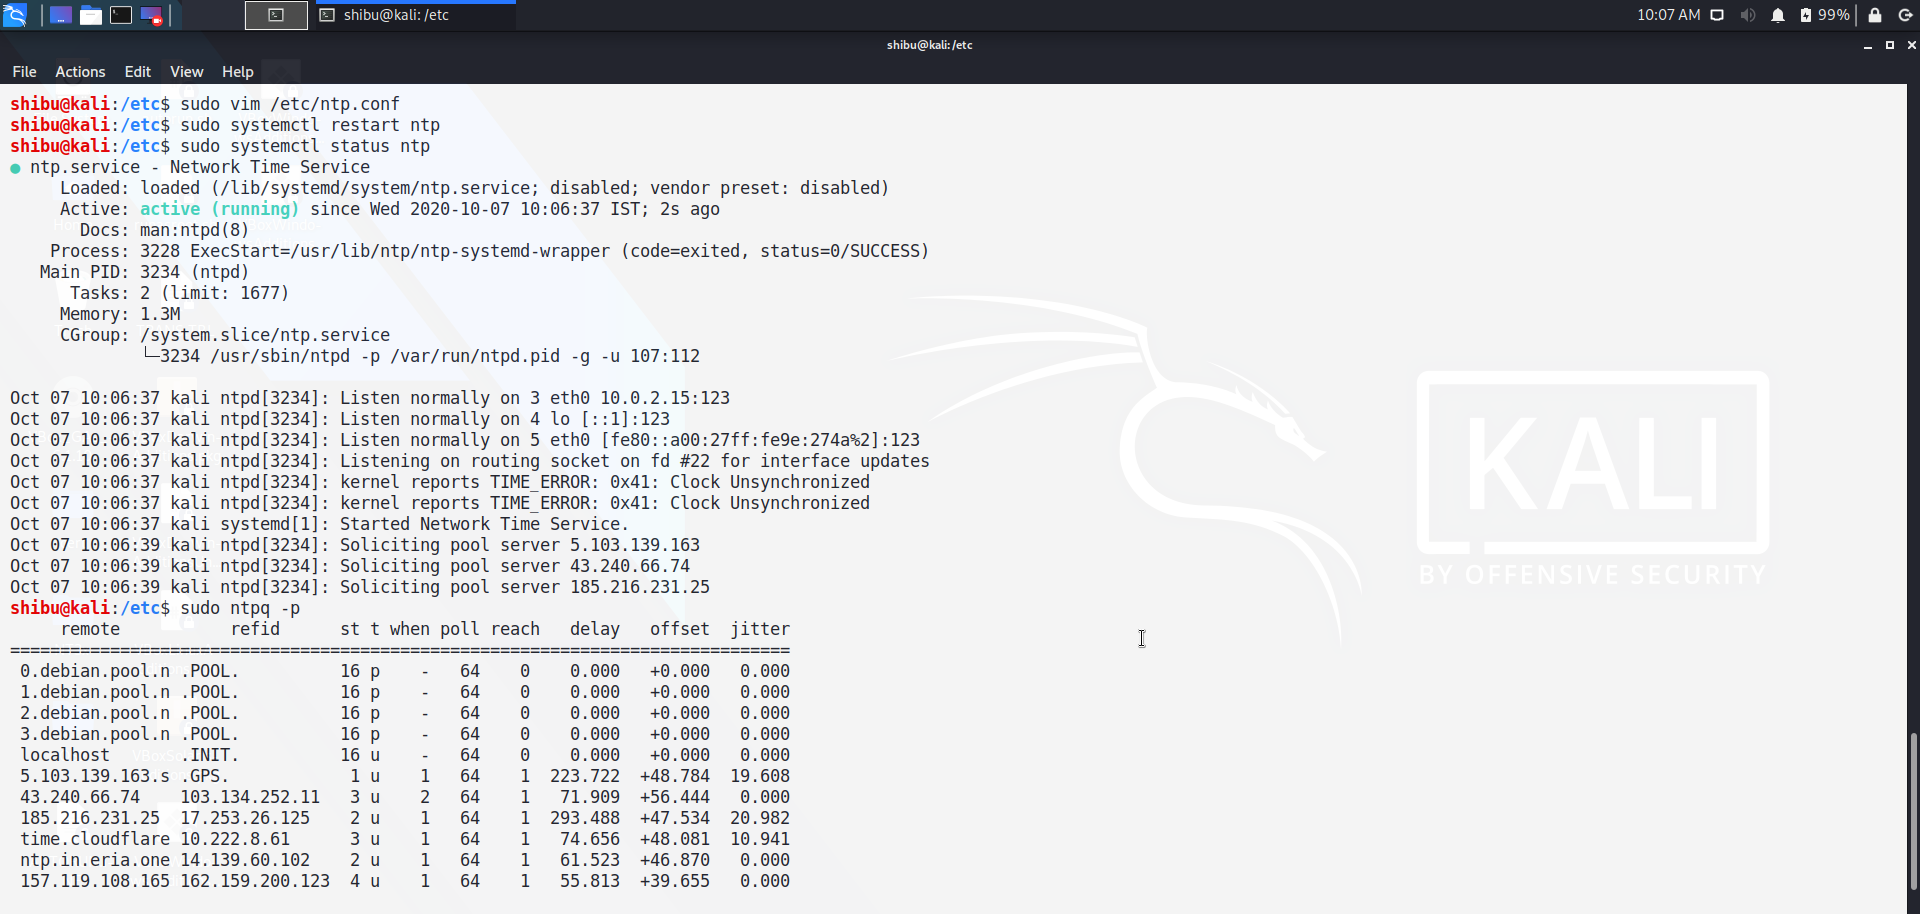 shibu@kali: /etc
10:07 AM
99%
shibu@kali: /etc
File Actions Edit View Help
shibu@kali:/etc$ sudo vim /etc/ntp.conf
shibu@kali:/etc$ sudo systemctl restart ntp
shibu@kali:/etc$ sudo systemctl status ntp
● ntp.service - Network Time Service
     Loaded: loaded (/lib/systemd/system/ntp.service; disabled; vendor preset: disabled)
     Active: active (running) since Wed 2020-10-07 10:06:37 IST; 2s ago
       Docs: man:ntpd(8)
    Process: 3228 ExecStart=/usr/lib/ntp/ntp-systemd-wrapper (code=exited, status=0/SUCCESS)
   Main PID: 3234 (ntpd)
      Tasks: 2 (limit: 1677)
     Memory: 1.3M
     CGroup: /system.slice/ntp.service
             └─3234 /usr/sbin/ntpd -p /var/run/ntpd.pid -g -u 107:112
Oct 07 10:06:37 kali ntpd[3234]: Listen normally on 3 eth0 10.0.2.15:123
Oct 07 10:06:37 kali ntpd[3234]: Listen normally on 4 lo [::1]:123
Oct 07 10:06:37 kali ntpd[3234]: Listen normally on 5 eth0 [fe80::a00:27ff:fe9e:274a%2]:123
Oct 07 10:06:37 kali ntpd[3234]: Listening on routing socket on fd #22 for interface updates
Oct 07 10:06:37 kali ntpd[3234]: kernel reports TIME_ERROR: 0x41: Clock Unsynchronized
Oct 07 10:06:37 kali ntpd[3234]: kernel reports TIME_ERROR: 0x41: Clock Unsynchronized
Oct 07 10:06:37 kali systemd[1]: Started Network Time Service.
Oct 07 10:06:39 kali ntpd[3234]: Soliciting pool server 5.103.139.163
Oct 07 10:06:39 kali ntpd[3234]: Soliciting pool server 43.240.66.74
Oct 07 10:06:39 kali ntpd[3234]: Soliciting pool server 185.216.231.25
shibu@kali:/etc$ sudo ntpq -p
     remote           refid      st t when poll reach   delay   offset  jitter
==============================================================================
 0.debian.pool.n .POOL.          16 p    -   64    0    0.000   +0.000   0.000
 1.debian.pool.n .POOL.          16 p    -   64    0    0.000   +0.000   0.000
 2.debian.pool.n .POOL.          16 p    -   64    0    0.000   +0.000   0.000
 3.debian.pool.n .POOL.          16 p    -   64    0    0.000   +0.000   0.000
 localhost       .INIT.          16 u    -   64    0    0.000   +0.000   0.000
 5.103.139.163.s .GPS.            1 u    1   64    1  223.722  +48.784  19.608
 43.240.66.74    103.134.252.11   3 u    2   64    1   71.909  +56.444   0.000
 185.216.231.25  17.253.26.125    2 u    1   64    1  293.488  +47.534  20.982
 time.cloudflare 10.222.8.61      3 u    1   64    1   74.656  +48.081  10.941
 ntp.in.eria.one 14.139.60.102    2 u    1   64    1   61.523  +46.870   0.000
 157.119.108.165 162.159.200.123  4 u    1   64    1   55.813  +39.655   0.000
KALI
BY OFFENSIVE SECURITY